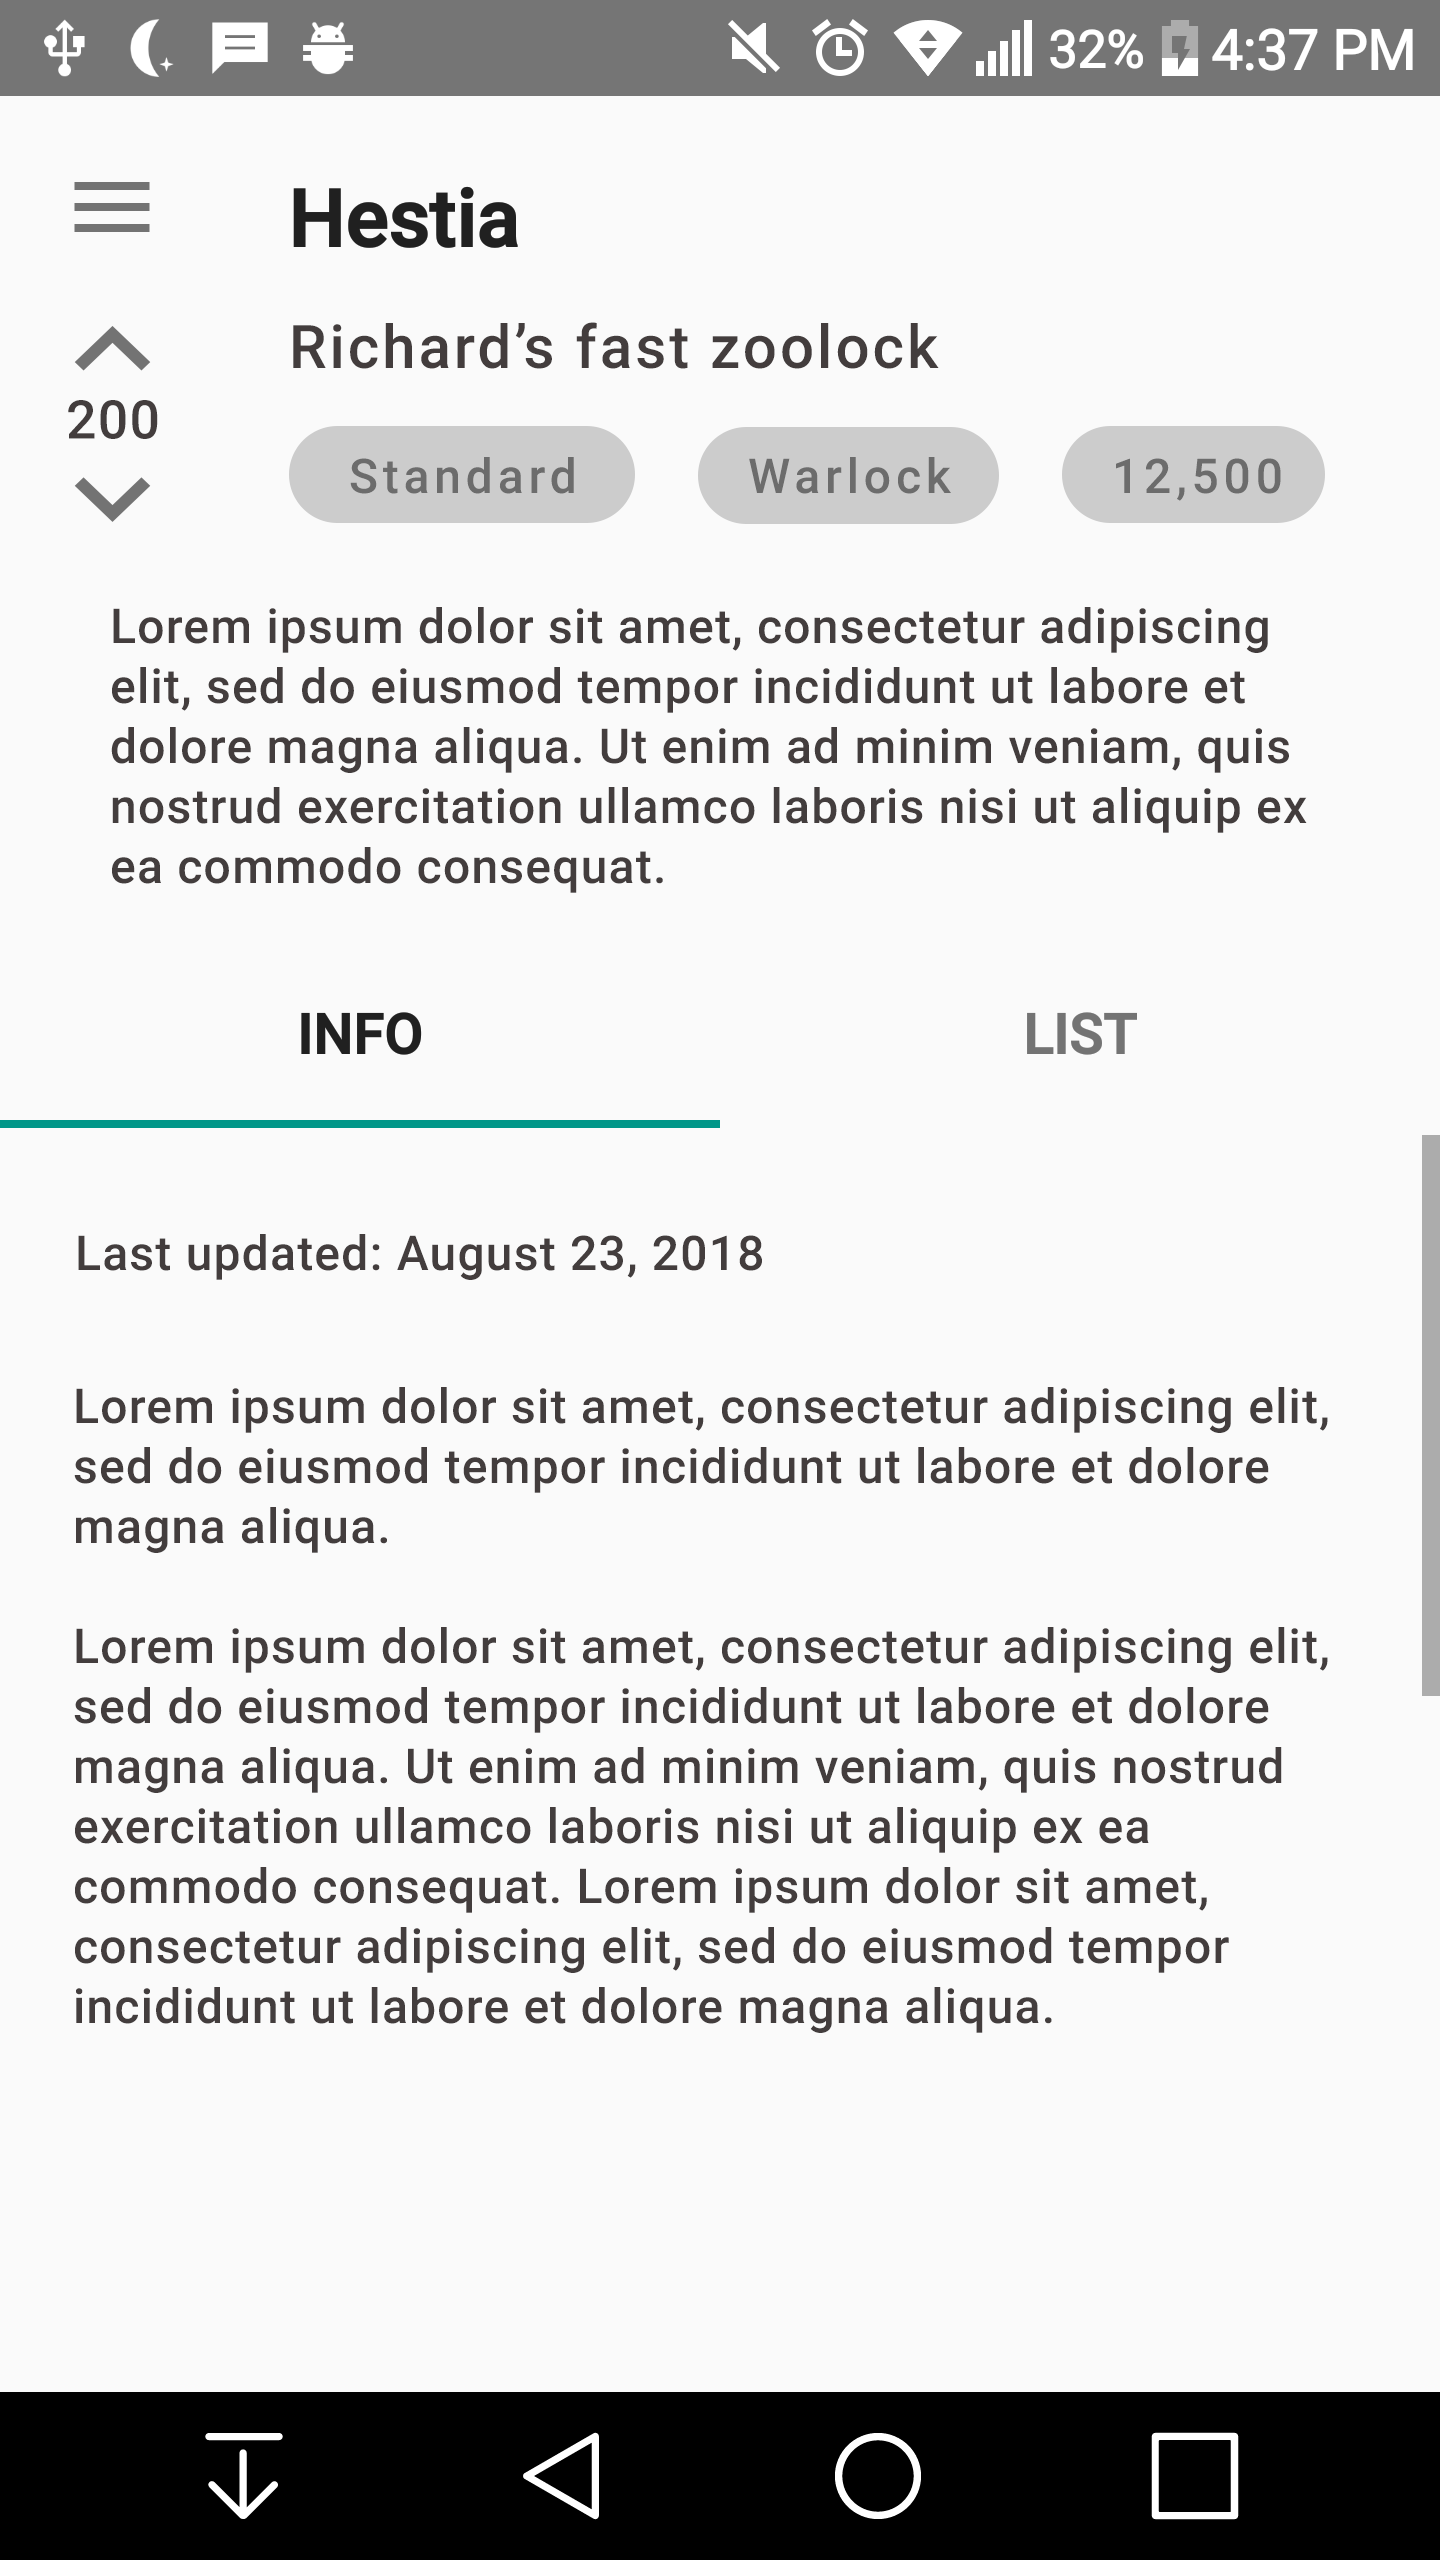 32% 4:37 PM
Hestia
Richard’s fast zoolock
200
Standard Warlock 12,500
Lorem ipsum dolor sit amet, consectetur adipiscing
elit, sed do eiusmod tempor incididunt ut labore et
dolore magna aliqua. Ut enim ad minim veniam, quis
nostrud exercitation ullamco laboris nisi ut aliquip ex
ea commodo consequat.
INFO LIST
Last updated: August 23, 2018
Lorem ipsum dolor sit amet, consectetur adipiscing elit,
sed do eiusmod tempor incididunt ut labore et dolore
magna aliqua.
Lorem ipsum dolor sit amet, consectetur adipiscing elit,
sed do eiusmod tempor incididunt ut labore et dolore
magna aliqua. Ut enim ad minim veniam, quis nostrud
exercitation ullamco laboris nisi ut aliquip ex ea
commodo consequat. Lorem ipsum dolor sit amet,
consectetur adipiscing elit, sed do eiusmod tempor
incididunt ut labore et dolore magna aliqua.